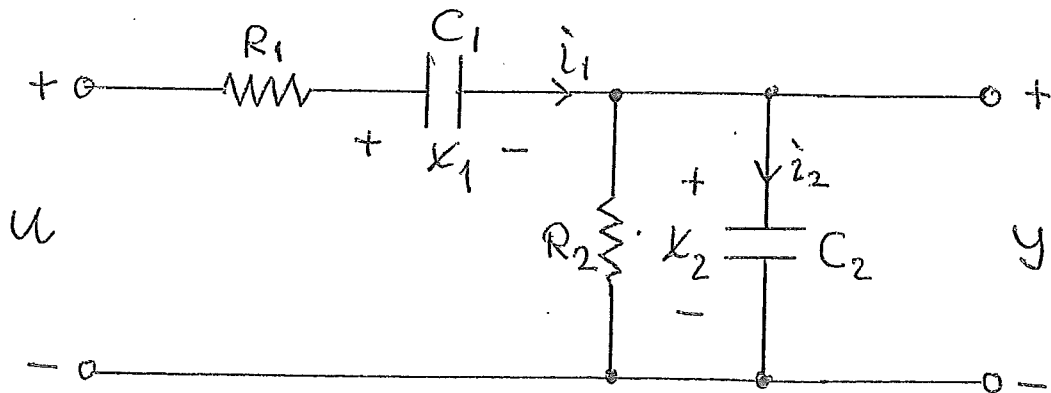 R₁
C₁
i₁
+
+
+ x₁ -
u
R₂
+
x₂
-
i₂
C₂
y
-
-